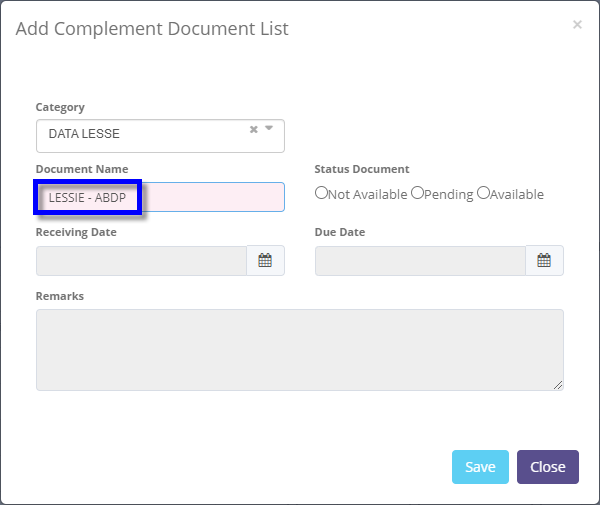 Add Complement Document List ×
Category
DATA LESSE
Document Name Status Document
LESSIE - ABDP Not Available Pending Available
Receiving Date Due Date
Remarks
Save Close